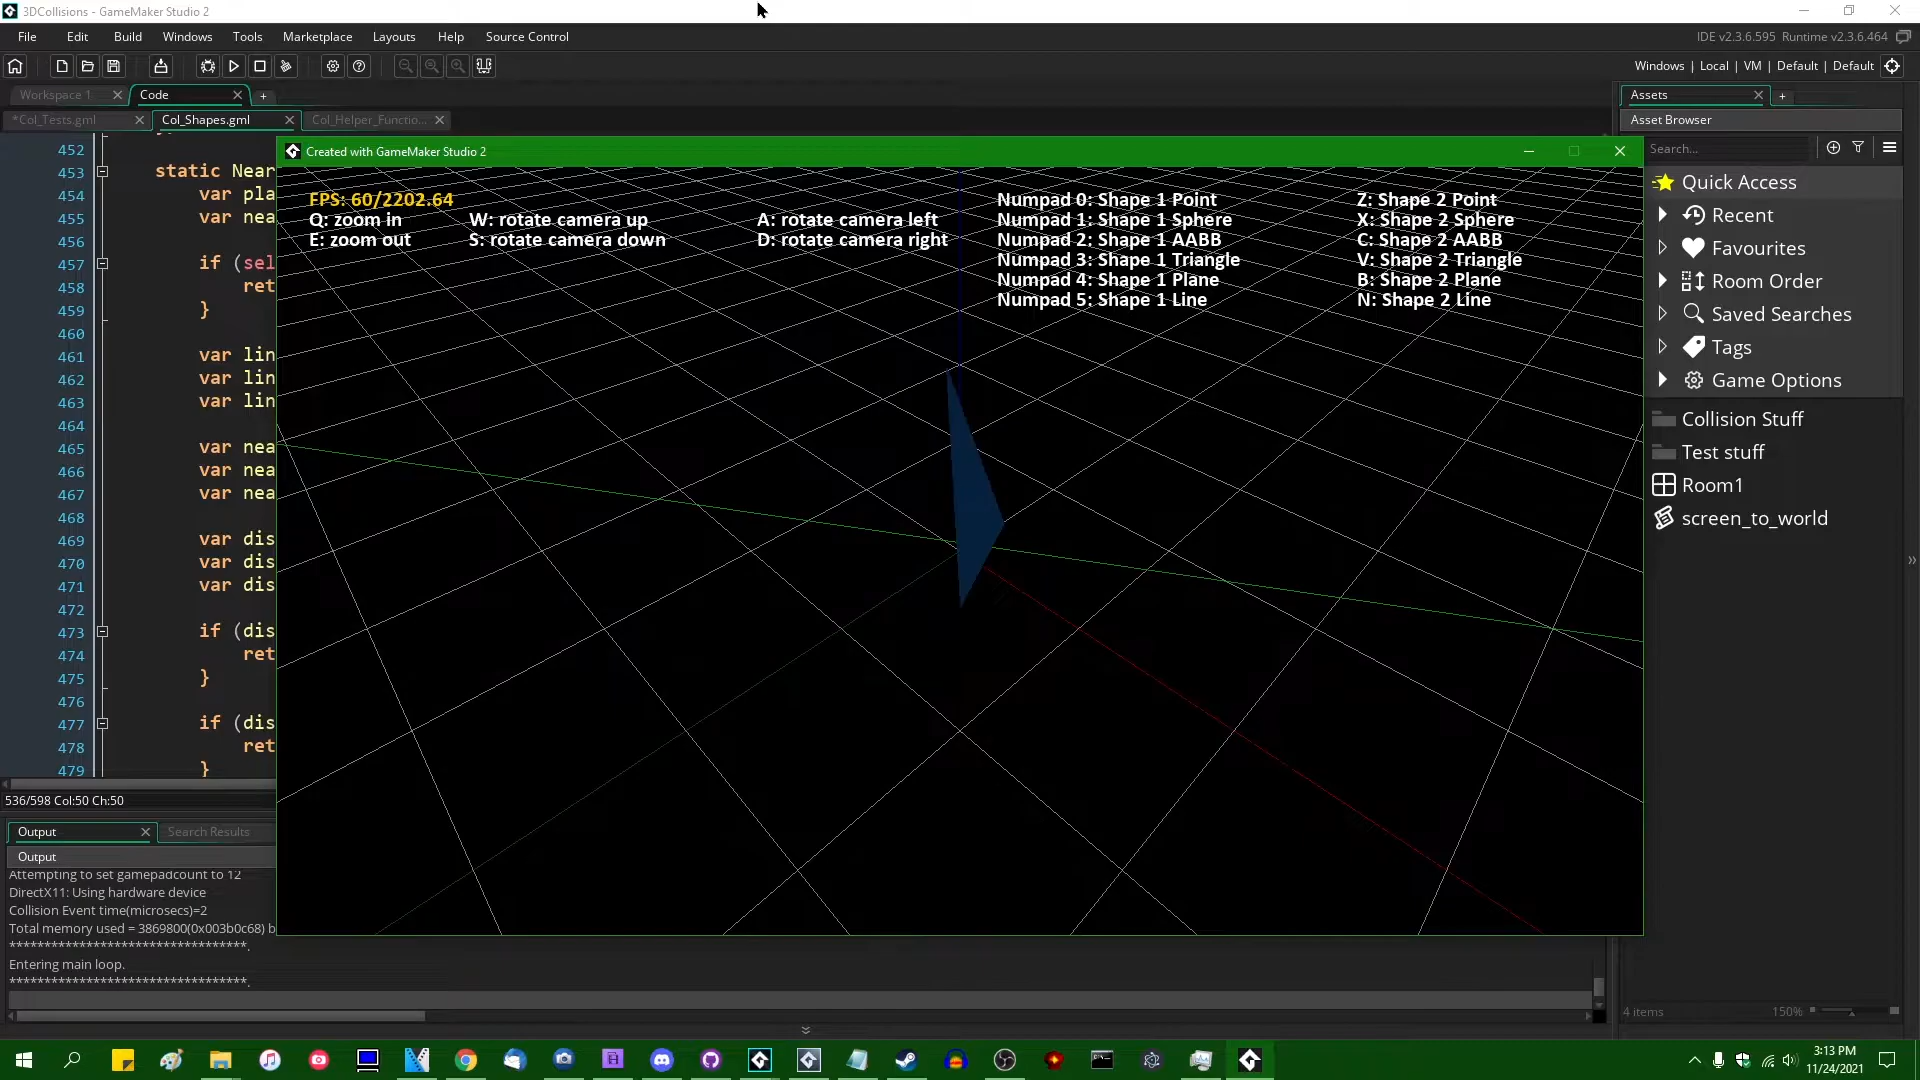 3DCollisions - GameMaker Studio 2
File Edit Build Windows Tools Marketplace Layouts Help Source Control
IDE v2.3.6.595 Runtime v2.3.6.464
Windows | Local | VM | Default | Default
Workspace 1
Code
Assets
*Col_Tests.gml
Col_Shapes.gml
Col_Helper_Functio...
Asset Browser
452
453 static Near
454 var pla
455 var nea
456
457 if (sel
458 ret
459 }
460
461 var lin
462 var lin
463 var lin
464
465 var nea
466 var nea
467 var nea
468
469 var dis
470 var dis
471 var dis
472
473 if (dis
474 ret
475 }
476
477 if (dis
478 ret
479 }
536/598 Col:50 Ch:50
Created with GameMaker Studio 2
FPS: 60/2202.64
Q: zoom in
E: zoom out
W: rotate camera up
S: rotate camera down
A: rotate camera left
D: rotate camera right
Numpad 0: Shape 1 Point
Numpad 1: Shape 1 Sphere
Numpad 2: Shape 1 AABB
Numpad 3: Shape 1 Triangle
Numpad 4: Shape 1 Plane
Numpad 5: Shape 1 Line
Z: Shape 2 Point
X: Shape 2 Sphere
C: Shape 2 AABB
V: Shape 2 Triangle
B: Shape 2 Plane
N: Shape 2 Line
Search...
Quick Access
Recent
Favourites
Room Order
Saved Searches
Tags
Game Options
Collision Stuff
Test stuff
Room1
screen_to_world
4 items
150%
Output
Search Results
Output
Attempting to set gamepadcount to 12
DirectX11: Using hardware device
Collision Event time(microsecs)=2
Total memory used = 3869800(0x003b0c68) b
**********************************.
Entering main loop.
**********************************.
3:13 PM
11/24/2021